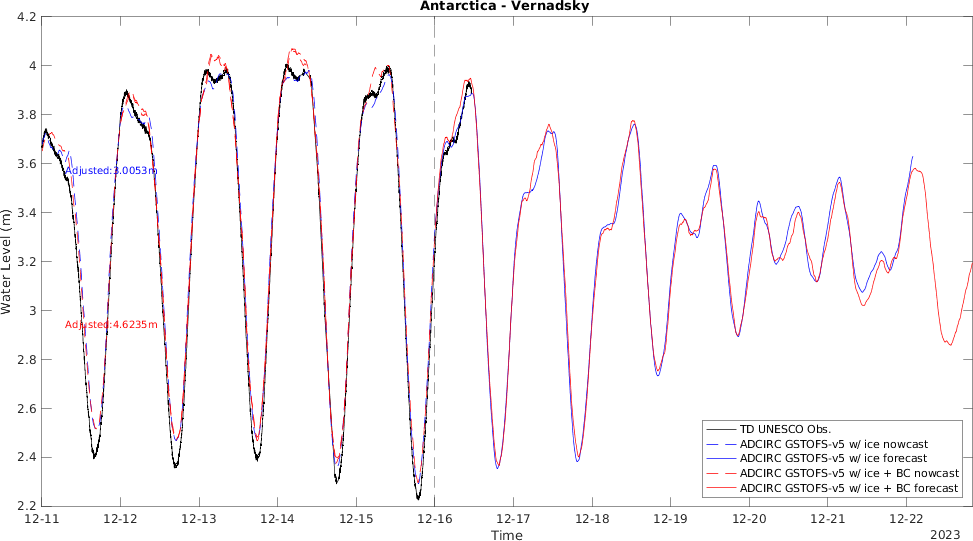 Antarctica - Vernadsky
4.2
4
3.8
3.6
3.4
3.2
3
2.8
2.6
2.4
2.2
Water Level (m)
Adjusted:3.0053m
Adjusted:4.6235m
TD UNESCO Obs.
ADCIRC GSTOFS-v5 w/ ice nowcast
ADCIRC GSTOFS-v5 w/ ice forecast
ADCIRC GSTOFS-v5 w/ ice + BC nowcast
ADCIRC GSTOFS-v5 w/ ice + BC forecast
12-11 12-12 12-13 12-14 12-15 12-16 12-17 12-18 12-19 12-20 12-21 12-22
Time
2023